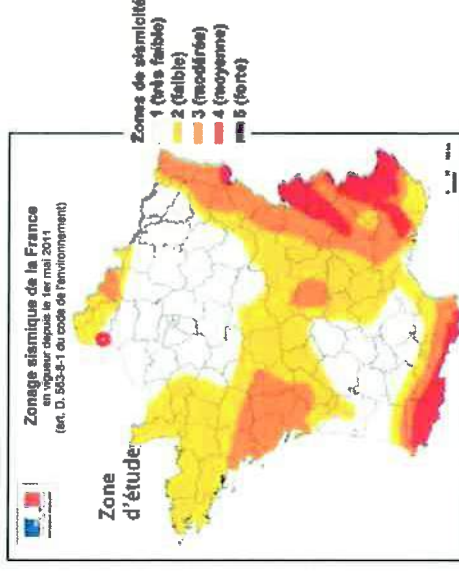 Zonage sismique de la France
en vigueur depuis le 1er mai 2011
(art. D. 563-8-1 du code de l'environnement)
Zone
d'étude
Zones de sismicité
1 (très faible)
2 (faible)
3 (modérée)
4 (moyenne)
5 (forte)